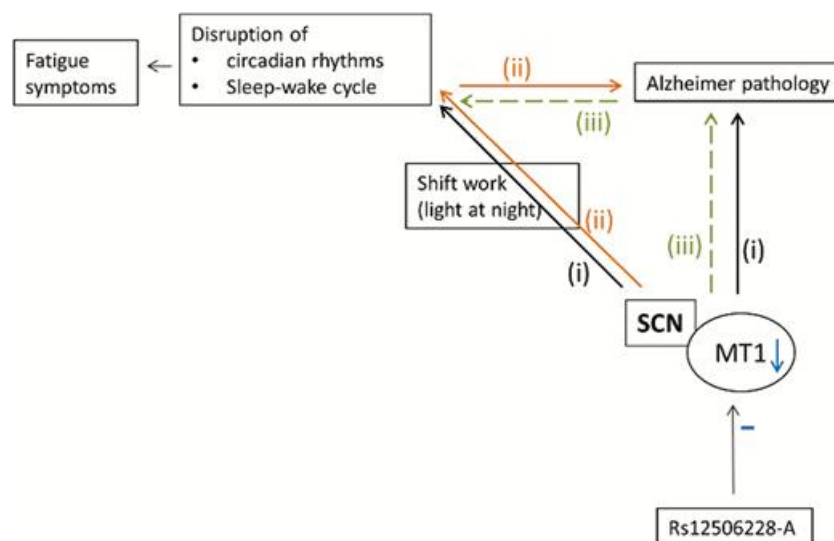 Disruption of
• circadian rhythms
• Sleep-wake cycle
Fatigue
symptoms
(ii)
(iii)
Alzheimer pathology
Shift work
(light at night)
(ii)
(i)
(iii)
(i)
SCN
MT1
–
Rs12506228-A